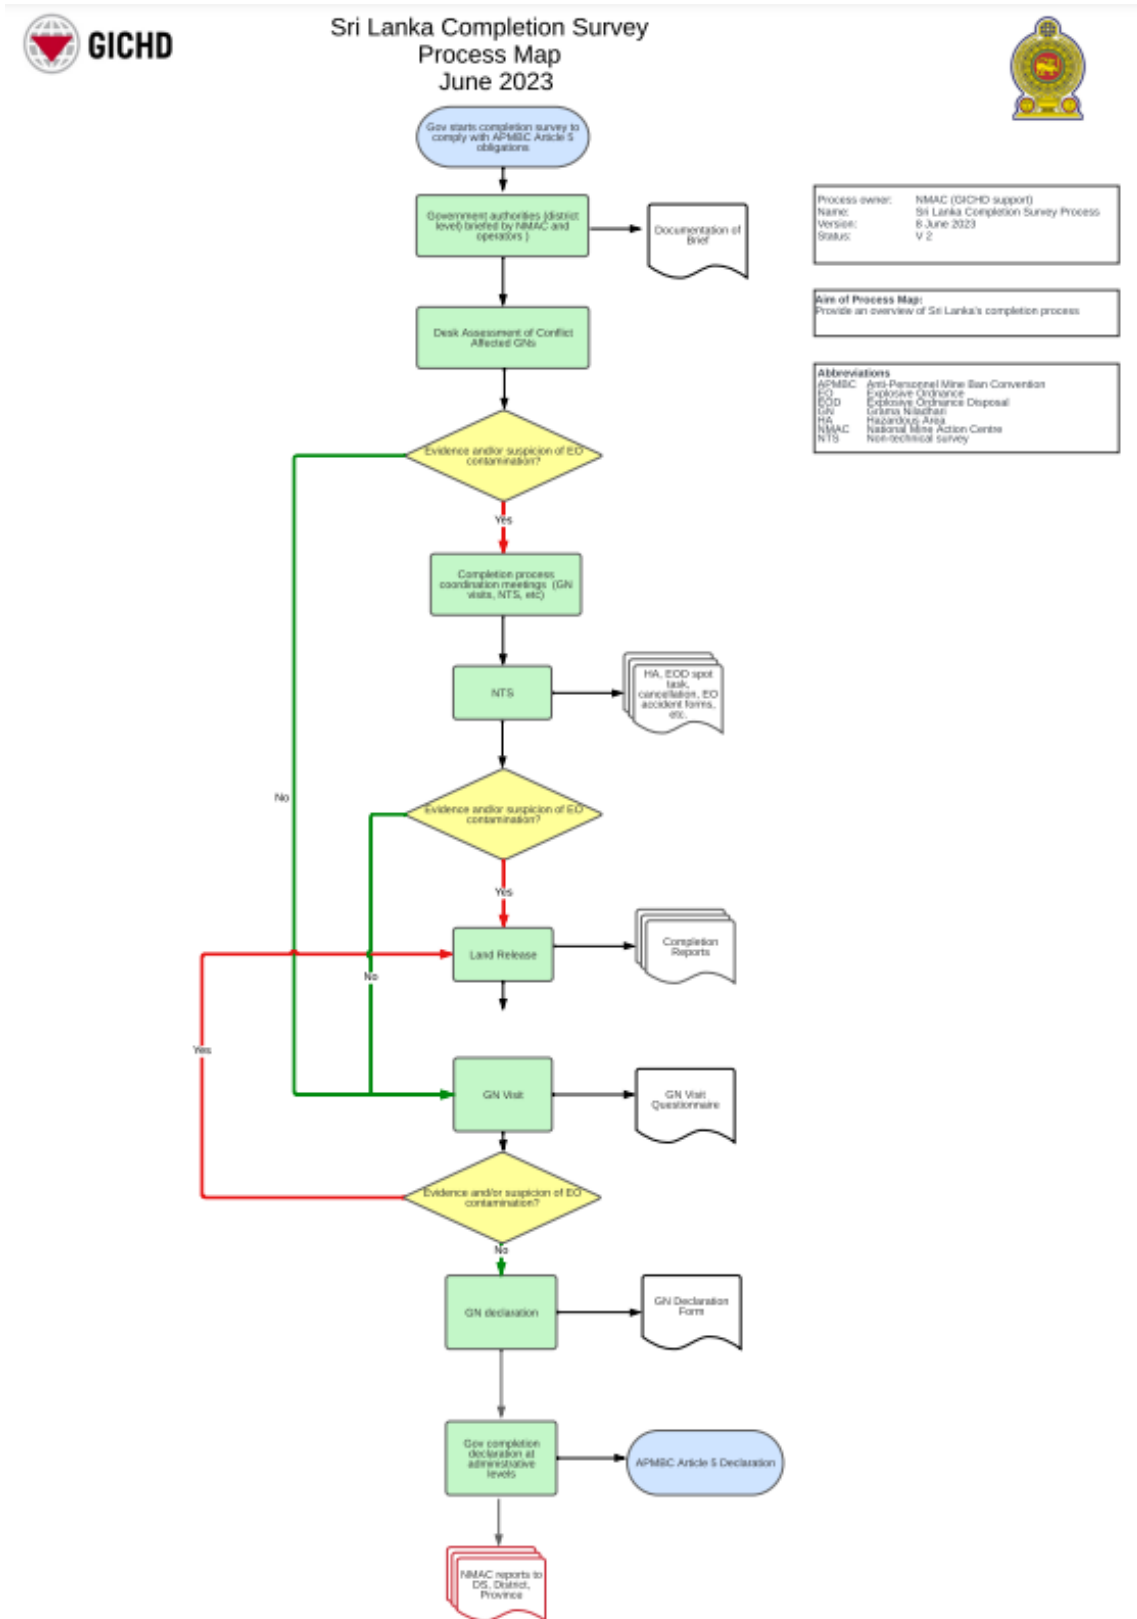 GICHD
Sri Lanka Completion Survey
Process Map
June 2023
Gov starts completion survey to
comply with APMBC Article 5
obligations
Process owner: NMAC (GICHD support)
Name: Sri Lanka Completion Survey Process
Version: 6 June 2023
Status: V 2
Government authorities (district
level) briefed by NMAC and
operators )
Documentation of
Brief
Aim of Process Map:
Provide an overview of Sri Lanka's completion process
Desk Assessment of Conflict
Affected GNs
Abbreviations
APMBC Anti-Personnel Mine Ban Convention
EO Explosive Ordnance
EOD Explosive Ordnance Disposal
GN Grama Niladhari
HA Hazardous Area
NMAC National Mine Action Centre
NTS Non-technical survey
Evidence and/or suspicion of EO
contamination?
Yes
Completion process
coordination meetings (GN
visits, NTS, etc)
NTS
HA, EOD spot
task,
cancellation, EO
accident forms,
etc.
No
Evidence and/or suspicion of EO
contamination?
Yes
Land Release
Completion
Reports
No
Yes
GN Visit
GN Visit
Questionnaire
Evidence and/or suspicion of EO
contamination?
No
GN declaration
GN Declaration
Form
Gov completion
declaration at
administrative
levels
APMBC Article 5 Declaration
NMAC reports to
DS, District,
Province